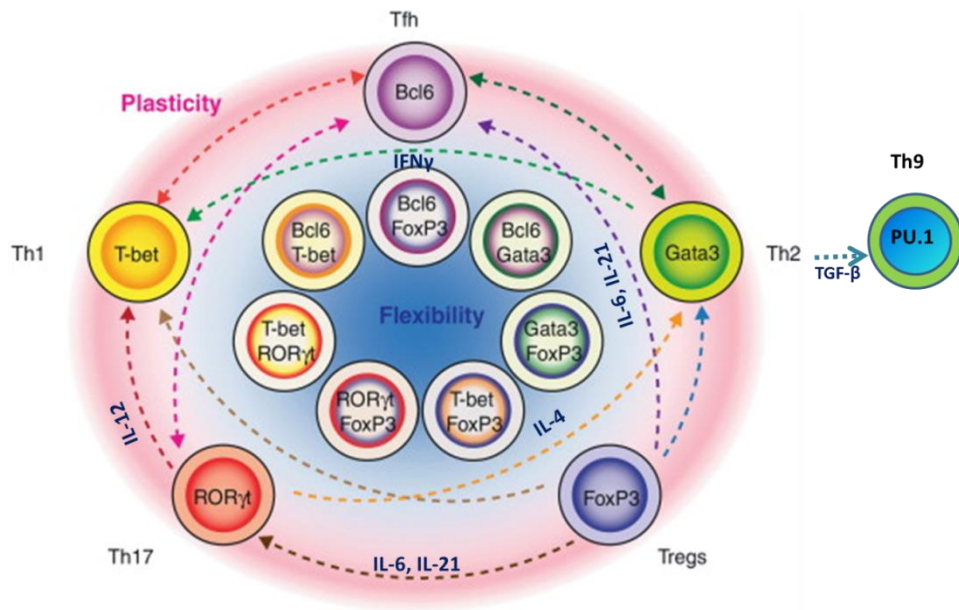 Tfh
Bcl6
Plasticity
IFNγ
Th9
Bcl6
FoxP3
Bcl6
T-bet
Bcl6
Gata3
Th1
T-bet
Gata3
Th2
PU.1
TGF-β
IL-6, IL-21
Flexibility
T-bet
RORγt
Gata3
FoxP3
RORγt
FoxP3
T-bet
FoxP3
IL-12
IL-4
RORγt
FoxP3
Th17
IL-6, IL-21
Tregs